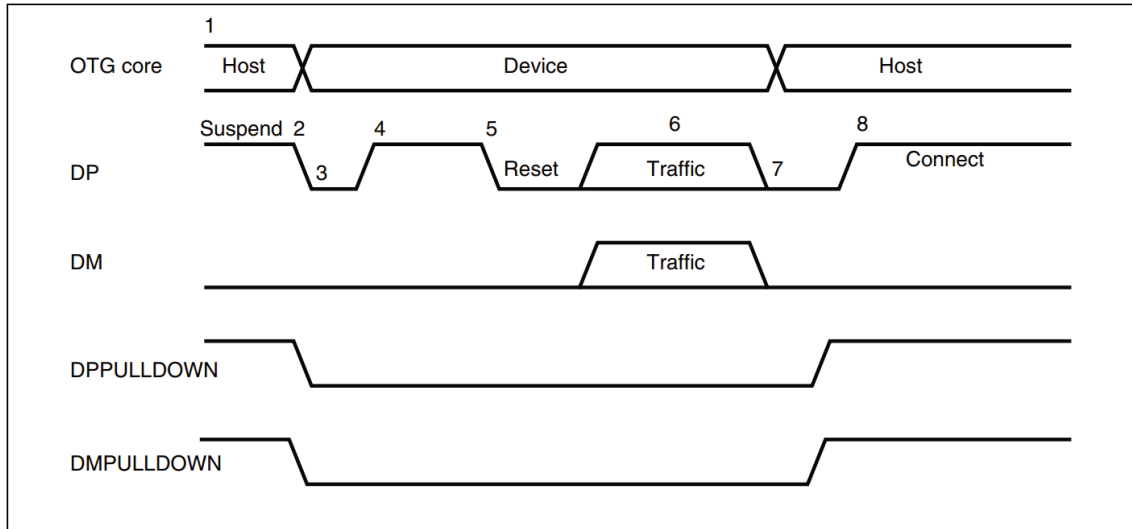 1
OTG core Host Device Host
Suspend 2 4 5 6 8
DP 3 Reset Traffic 7 Connect
DM Traffic
DPPULLDOWN
DMPULLDOWN